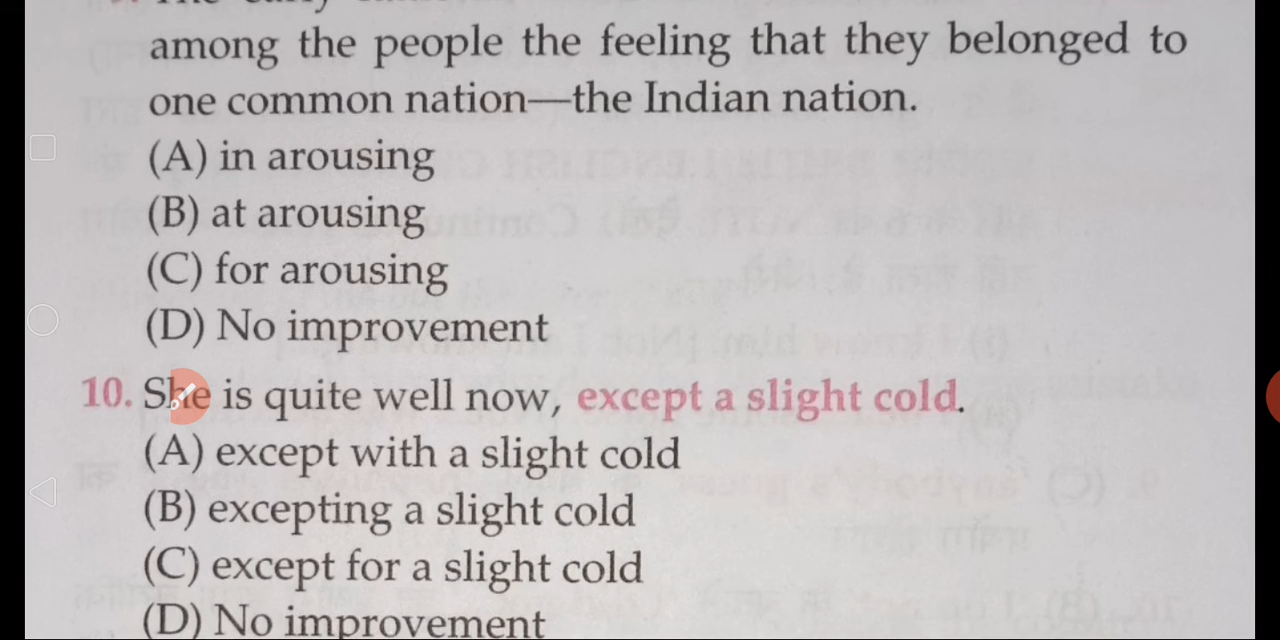 among the people the feeling that they belonged to
one common nation—the Indian nation.
(A) in arousing
(B) at arousing
(C) for arousing
(D) No improvement
10. She is quite well now, except a slight cold.
(A) except with a slight cold
(B) excepting a slight cold
(C) except for a slight cold
(D) No improvement